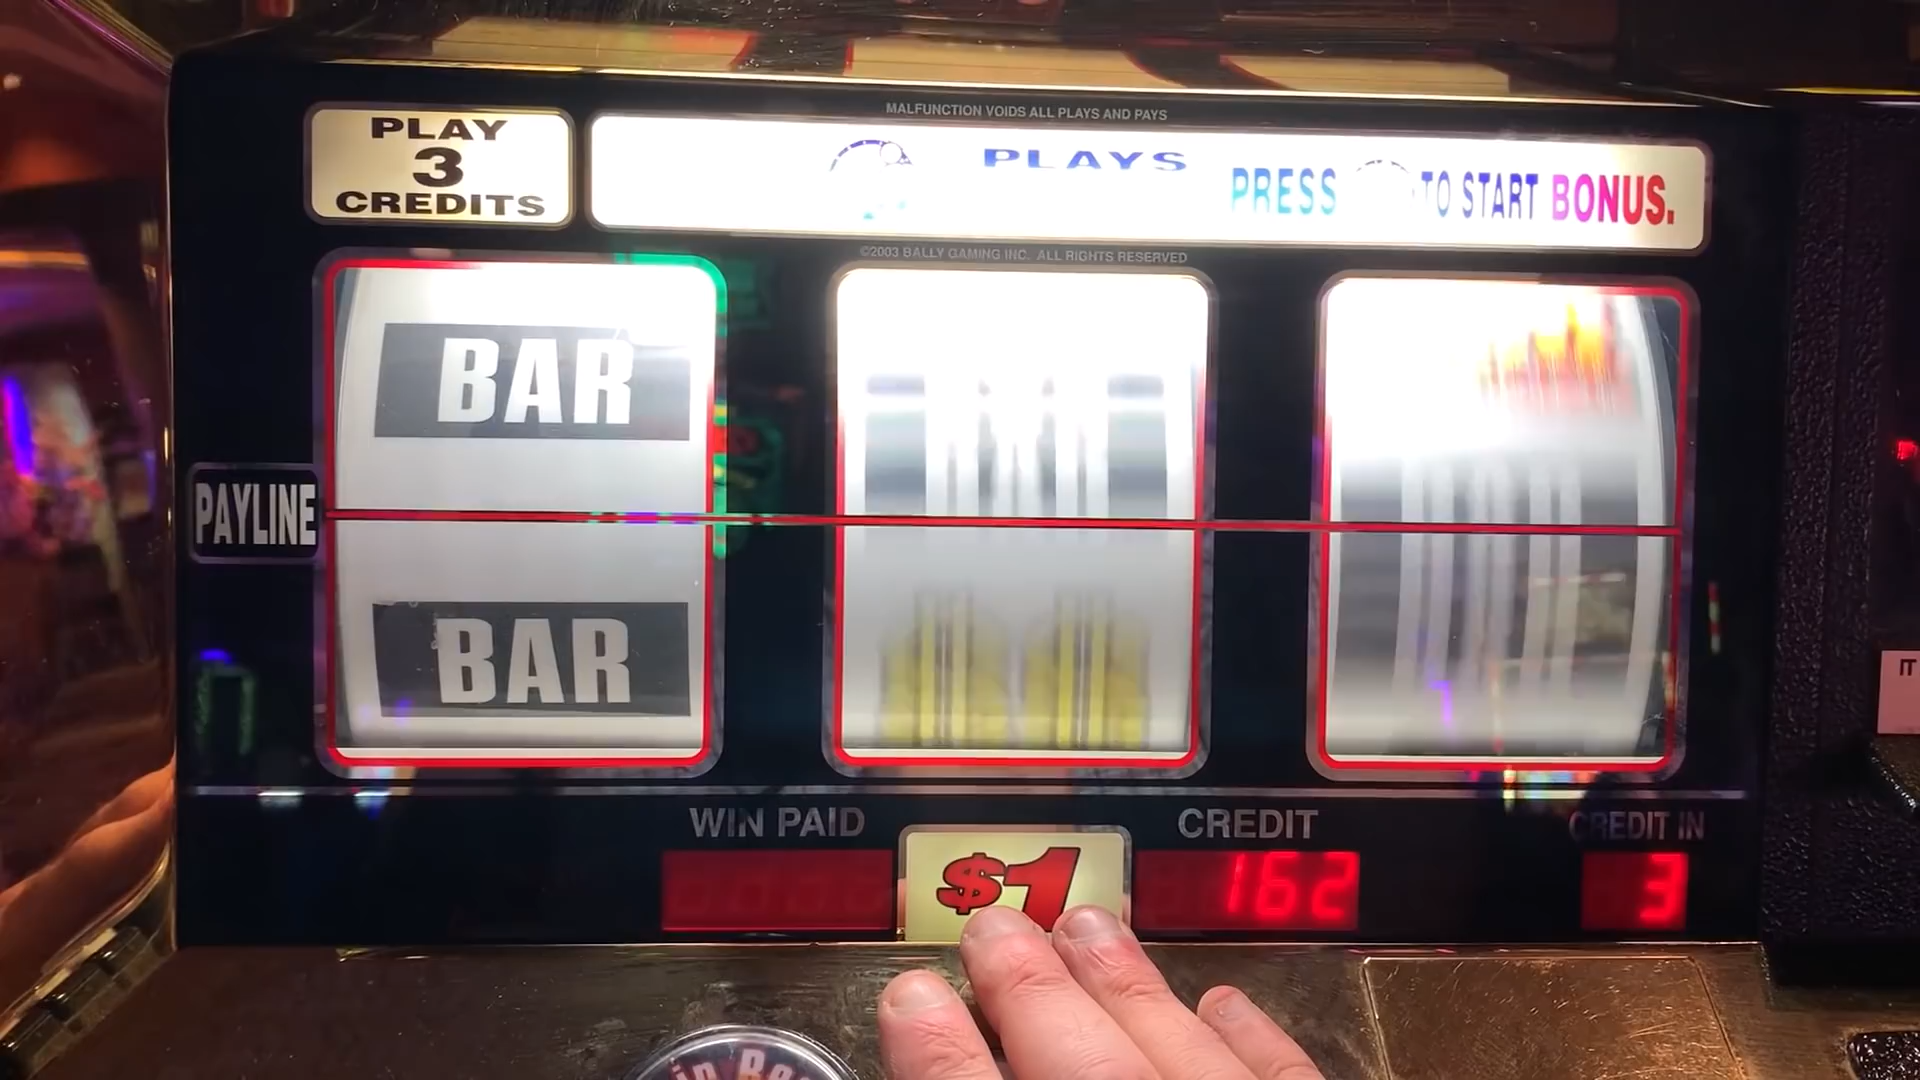 MALFUNCTION VOIDS ALL PLAYS AND PAYS
PLAY
3
CREDITS
PLAYS
PRESS TO START BONUS.
©2003 BALLY GAMING INC. ALL RIGHTS RESERVED
BAR
PAYLINE
BAR
IT
WIN PAID
CREDIT
CREDIT IN
$1
162
3